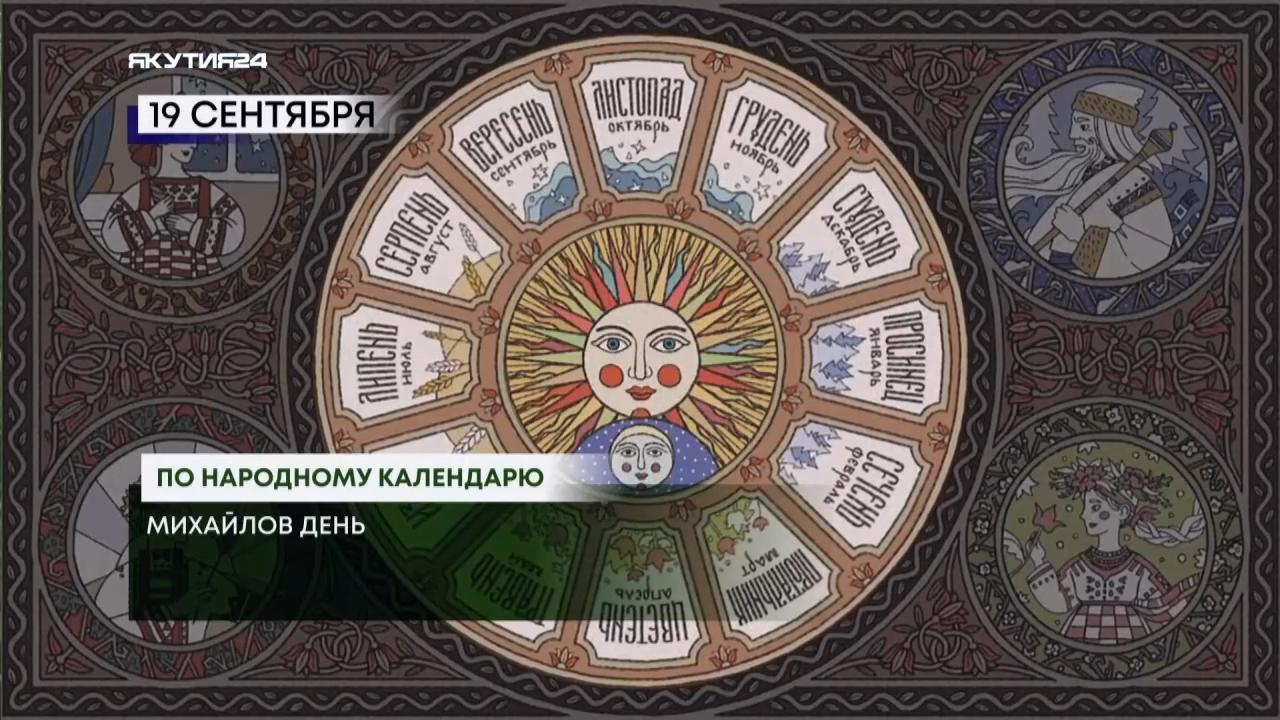 ЯКУТИЯ24
19 СЕНТЯБРЯ
ЛИСТОПАД
ОКТЯБРЬ
ГРУДЕНЬ
НОЯБРЬ
СТУДЕНЬ
ДЕКАБРЬ
ПРОСИНЕЦ
ЯНВАРЬ
СЕЧЕНЬ
ФЕВРАЛЬ
ПРОТАЛЬНИК
МАРТ
ЦВЕТЕНЬ
АПРЕЛЬ
ТРАВЕНЬ
МАЙ
ЛИПЕНЬ
ИЮЛЬ
СЕРПЕНЬ
АВГУСТ
ВЕРЕСЕНЬ
СЕНТЯБРЬ
ПО НАРОДНОМУ КАЛЕНДАРЮ
МИХАЙЛОВ ДЕНЬ